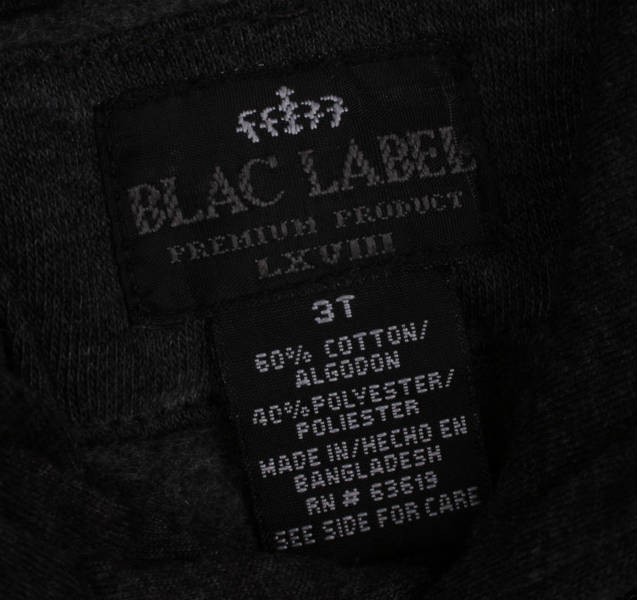 BLAC LABEL
PREMIUM PRODUCT
LXVIII
3T
60% COTTON/
ALGODON
40% POLYESTER/
POLIESTER
MADE IN/HECHO EN
BANGLADESH
RN # 63619
SEE SIDE FOR CARE